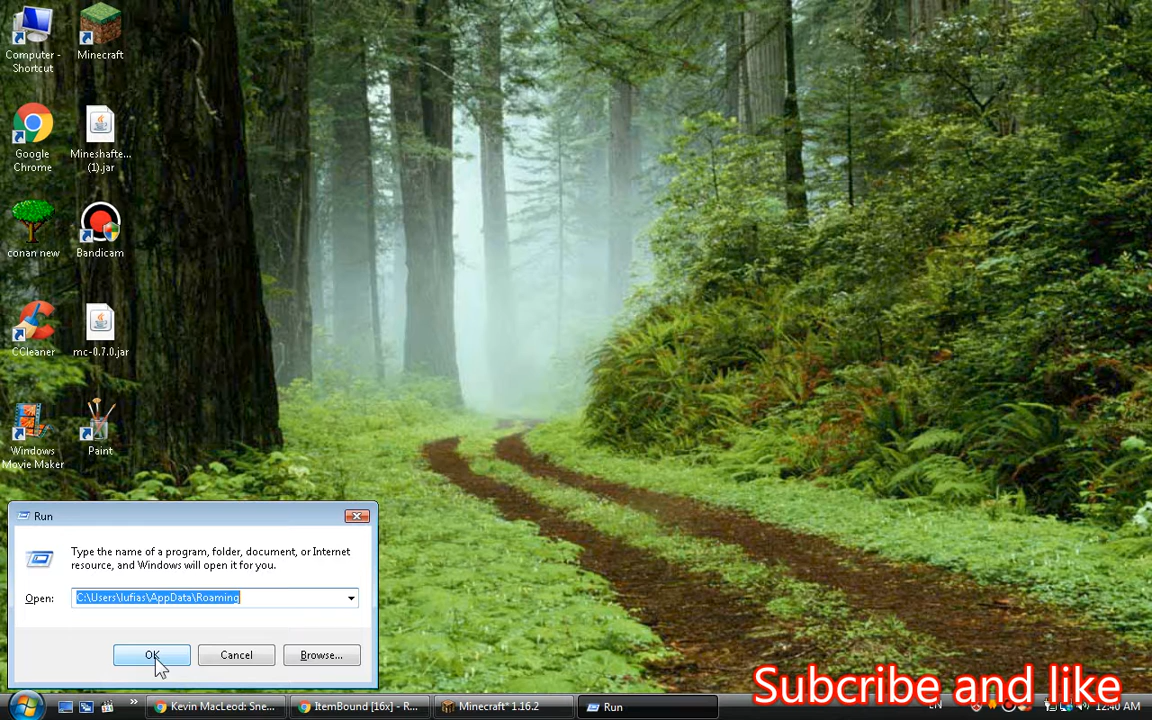 Computer -
Shortcut
Minecraft
Google
Chrome
Mineshafte...
(1).jar
conan new
Bandicam
CCleaner
mc-0.7.0.jar
Windows
Movie Maker
Paint
Run
Type the name of a program, folder, document, or Internet
resource, and Windows will open it for you.
Open:
C:\Users\lufias\AppData\Roaming
OK
Cancel
Browse...
Subcribe and like
Kevin MacLeod: Sne...
ItemBound [16x] - R...
Minecraft* 1.16.2
Run
EN
12:40 AM